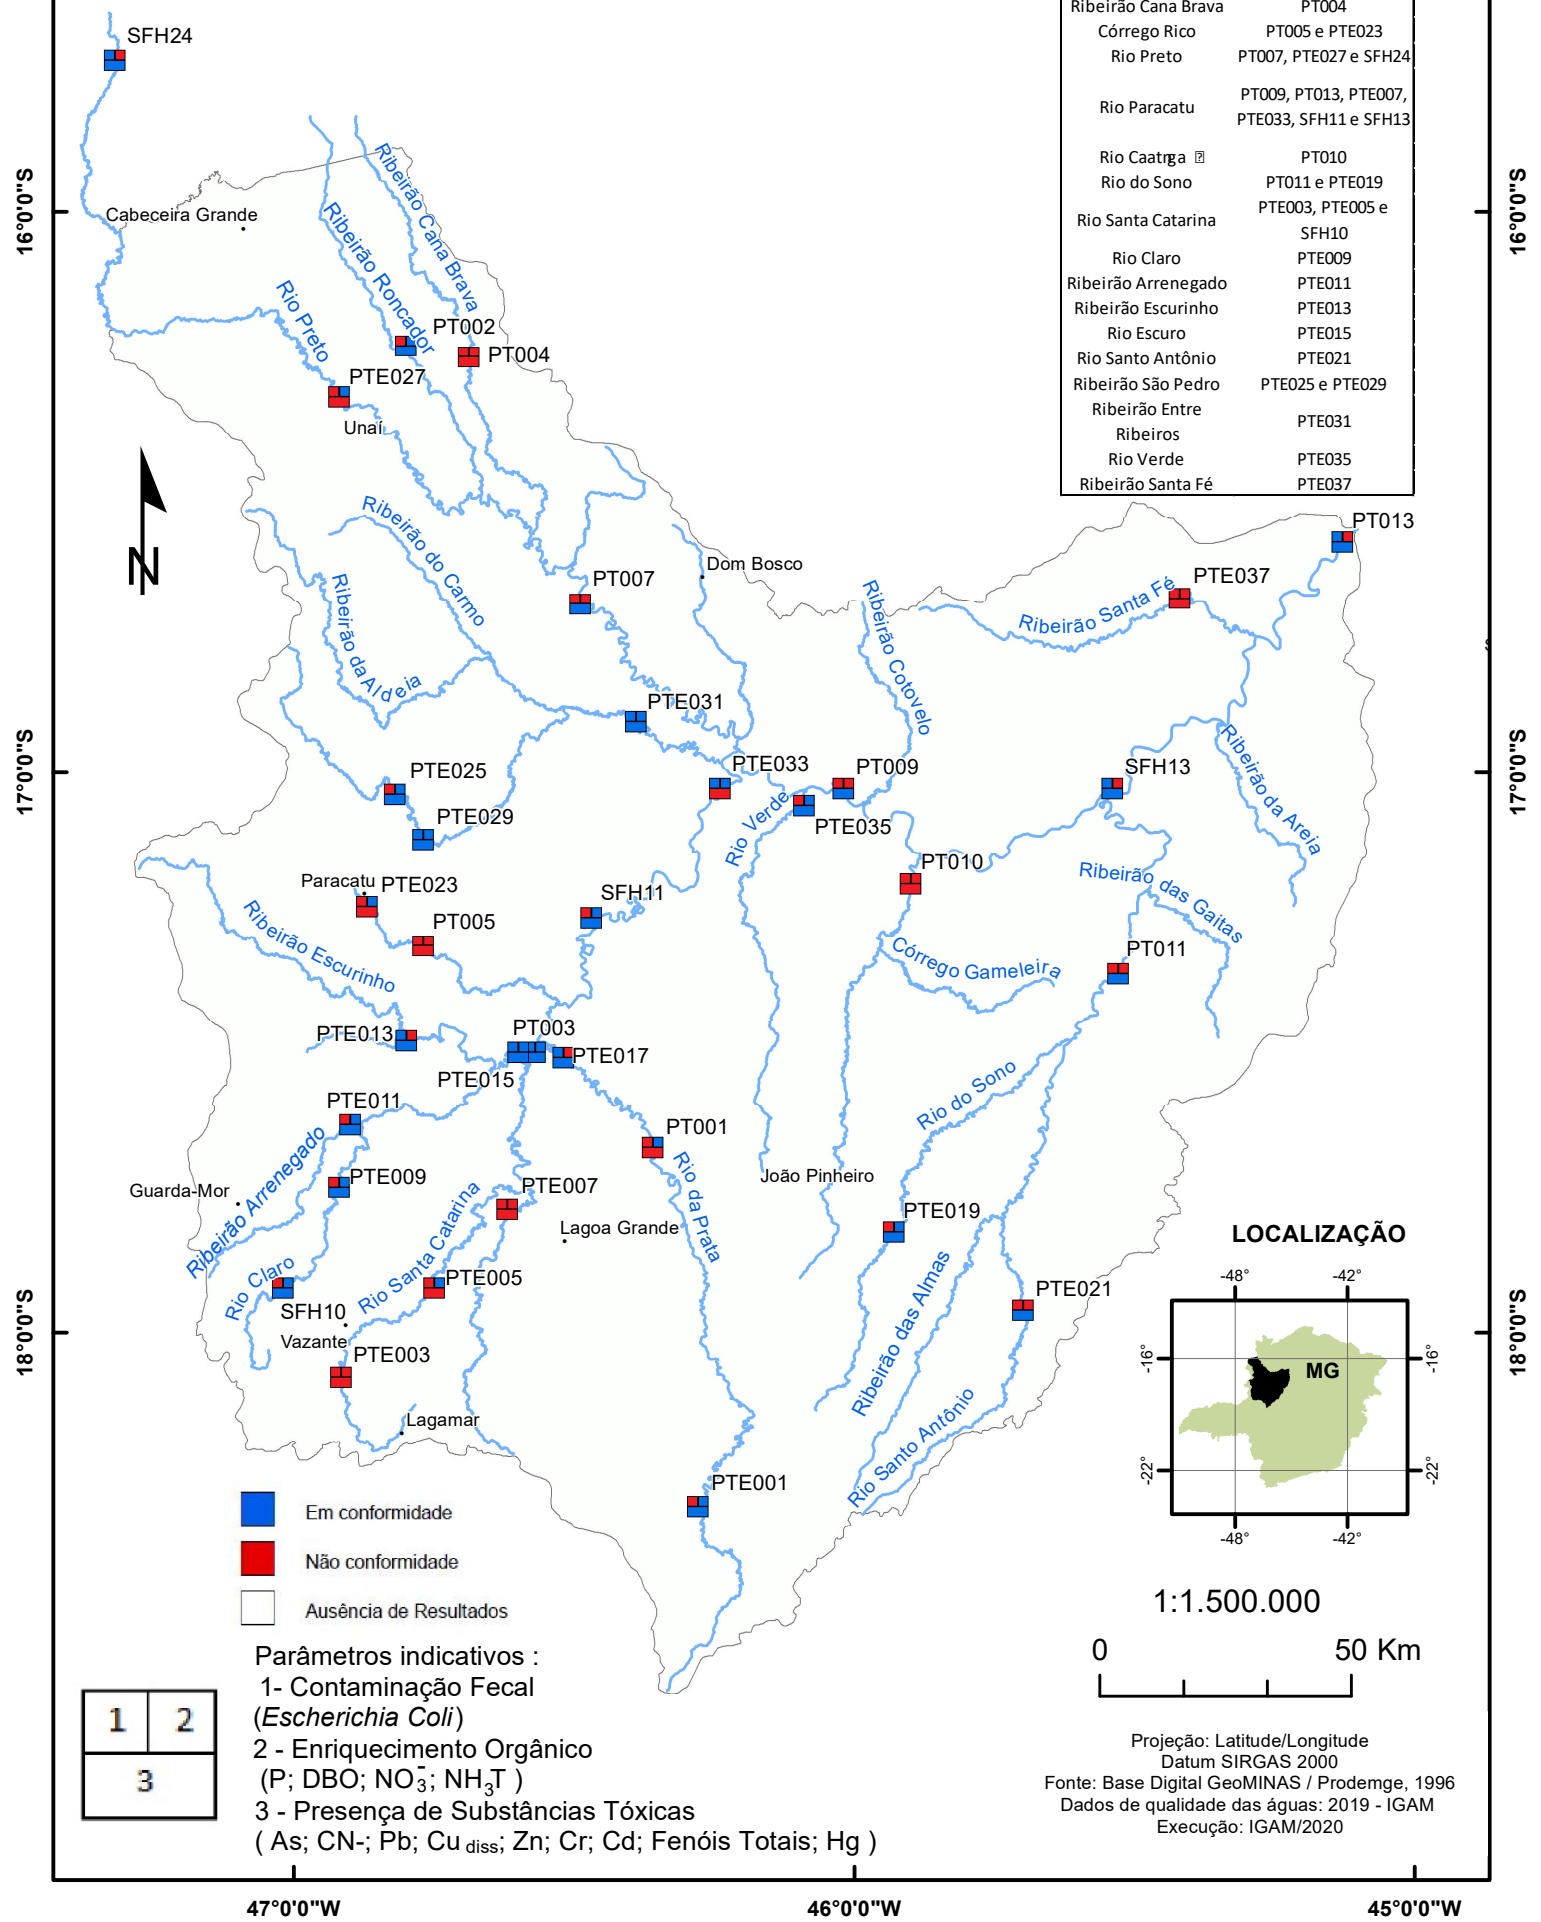 Ribeirão Cana Brava PT004
Córrego Rico PT005 e PTE023
Rio Preto PT007, PTE027 e SFH24
Rio Paracatu PT009, PT013, PTE007,
PTE033, SFH11 e SFH13
Rio Caatnga PT010
Rio do Sono PT011 e PTE019
Rio Santa Catarina PTE003, PTE005 e
SFH10
Rio Claro PTE009
Ribeirão Arrenegado PTE011
Ribeirão Escurinho PTE013
Rio Escuro PTE015
Rio Santo Antônio PTE021
Ribeirão São Pedro PTE025 e PTE029
Ribeirão Entre
Ribeiros PTE031
Rio Verde PTE035
Ribeirão Santa Fé PTE037
SFH24
16°0'0"S
16°0'0"S
Cabeceira Grande
Ribeirão Cana Brava
Ribeirão Roncador
Rio Preto
PT002
PT004
PTE027
Unaí
N
Ribeirão do Carmo
Ribeirão da Aldeia
PT007
Dom Bosco
PT013
PTE037
Ribeirão Santa Fé
Ribeirão Cotovelo
PTE031
17°0'0"S
17°0'0"S
PTE025
PTE033
PT009
SFH13
Ribeirão da Areia
PTE029
Rio Verde
PTE035
PT010
Ribeirão das Gaitas
Paracatu
PTE023
SFH11
PT005
Ribeirão Escurinho
Córrego Gameleira
PT011
PTE013
PT003
PTE017
PTE015
Rio do Sono
PTE011
PT001
Ribeirão Arrenegado
PTE009
Guarda-Mor
Rio da Prata
João Pinheiro
PTE007
Lagoa Grande
Rio Santa Catarina
PTE019
Rio Claro
PTE005
SFH10
Vazante
Ribeirão das Almas
PTE021
PTE003
18°0'0"S
18°0'0"S
Lagamar
Rio Santo Antônio
PTE001
LOCALIZAÇÃO
-48° -42°
-16° MG -16°
-22° -22°
-48° -42°
Em conformidade
Não conformidade
Ausência de Resultados
1:1.500.000
0 50 Km
Parâmetros indicativos :
1- Contaminação Fecal
(Escherichia Coli)
2 - Enriquecimento Orgânico
(P; DBO; NO3-; NH3T )
3 - Presença de Substâncias Tóxicas
( As; CN-; Pb; Cu diss; Zn; Cr; Cd; Fenóis Totais; Hg )
1 2
3
Projeção: Latitude/Longitude
Datum SIRGAS 2000
Fonte: Base Digital GeoMINAS / Prodemge, 1996
Dados de qualidade das águas: 2019 - IGAM
Execução: IGAM/2020
47°0'0"W 46°0'0"W 45°0'0"W